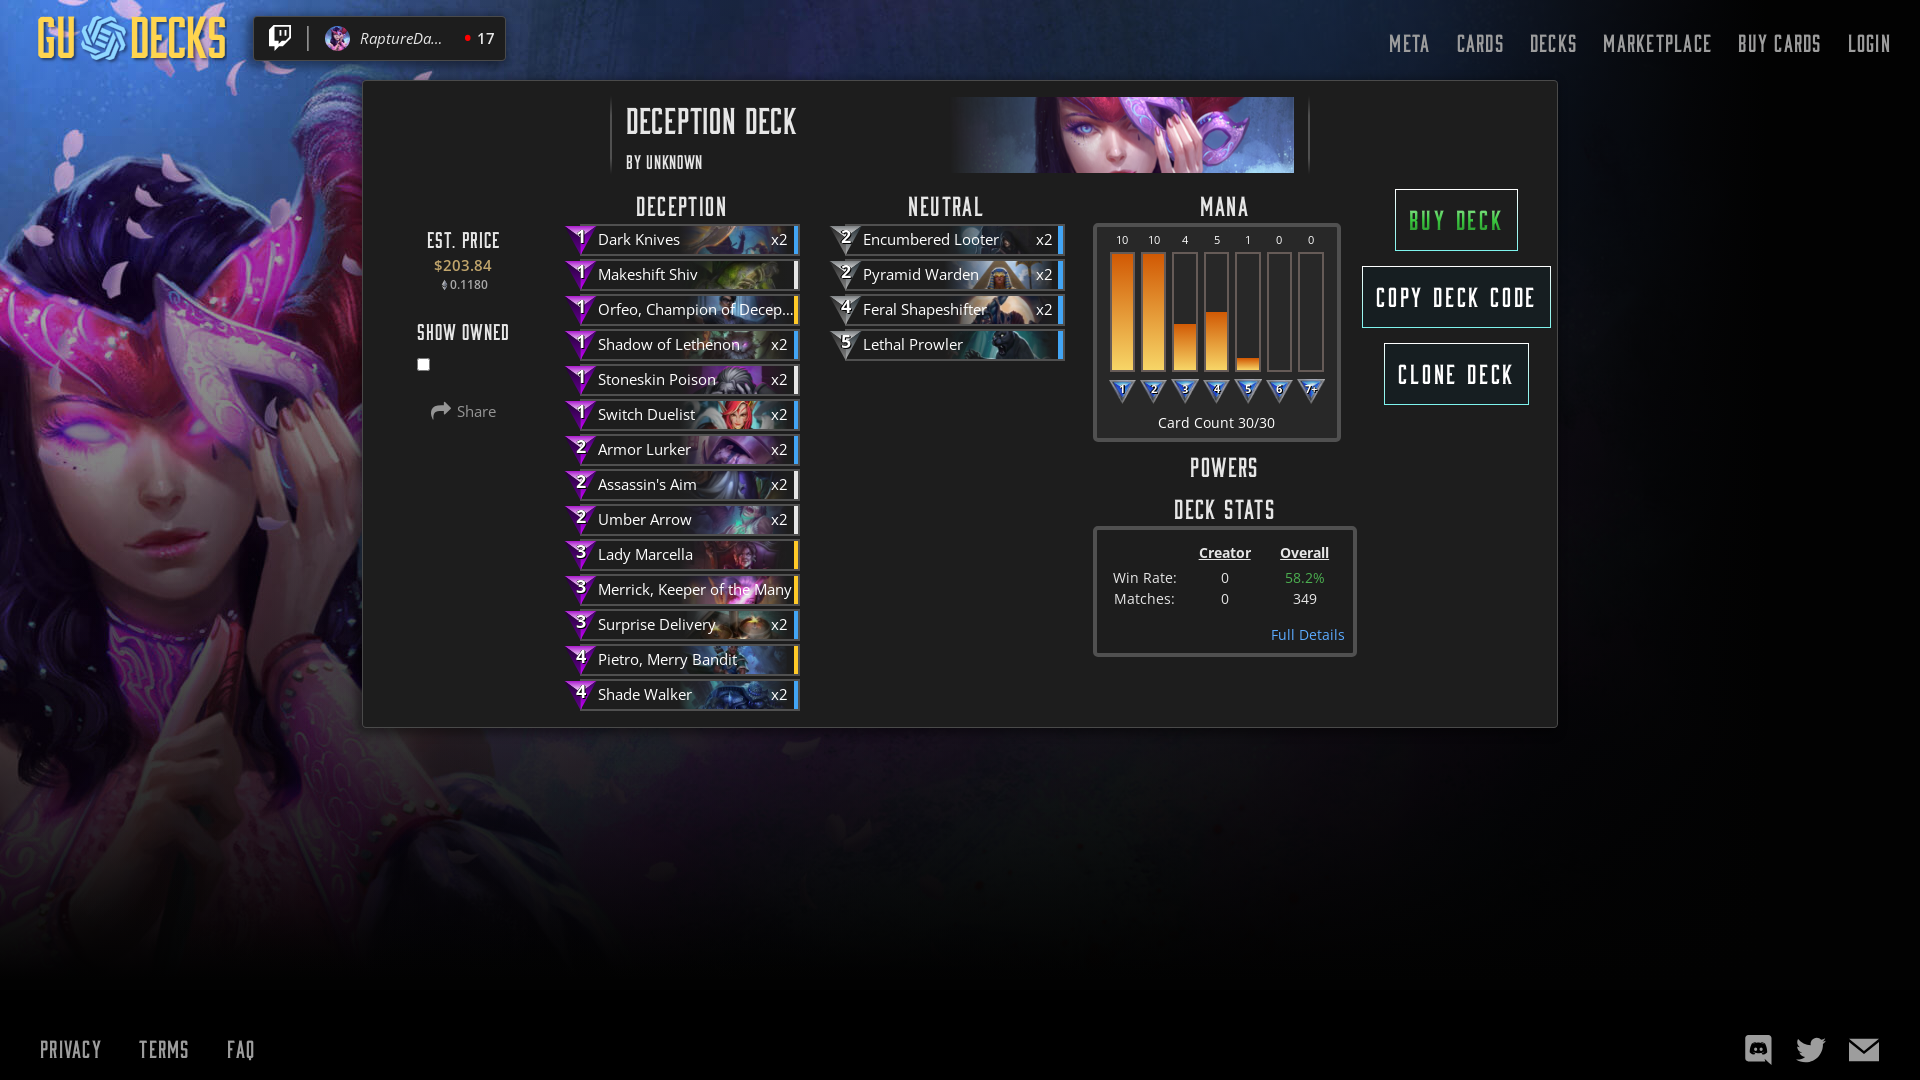 GU DECKS
RaptureDa... 17
META CARDS DECKS MARKETPLACE BUY CARDS LOGIN
DECEPTION DECK
BY UNKNOWN
EST. PRICE
$203.84
0.1180
SHOW OWNED
Share
DECEPTION
1 Dark Knives x2
1 Makeshift Shiv
1 Orfeo, Champion of Decep...
1 Shadow of Lethenon x2
1 Stoneskin Poison x2
1 Switch Duelist x2
2 Armor Lurker x2
2 Assassin's Aim x2
2 Umber Arrow x2
3 Lady Marcella
3 Merrick, Keeper of the Many
3 Surprise Delivery x2
4 Pietro, Merry Bandit
4 Shade Walker x2
NEUTRAL
2 Encumbered Looter x2
2 Pyramid Warden x2
4 Feral Shapeshifter x2
5 Lethal Prowler
MANA
10 10 4 5 1 0 0
1 2 3 4 5 6 7+
Card Count 30/30
POWERS
DECK STATS
Creator Overall
Win Rate: 0 58.2%
Matches: 0 349
Full Details
BUY DECK
COPY DECK CODE
CLONE DECK
PRIVACY TERMS FAQ